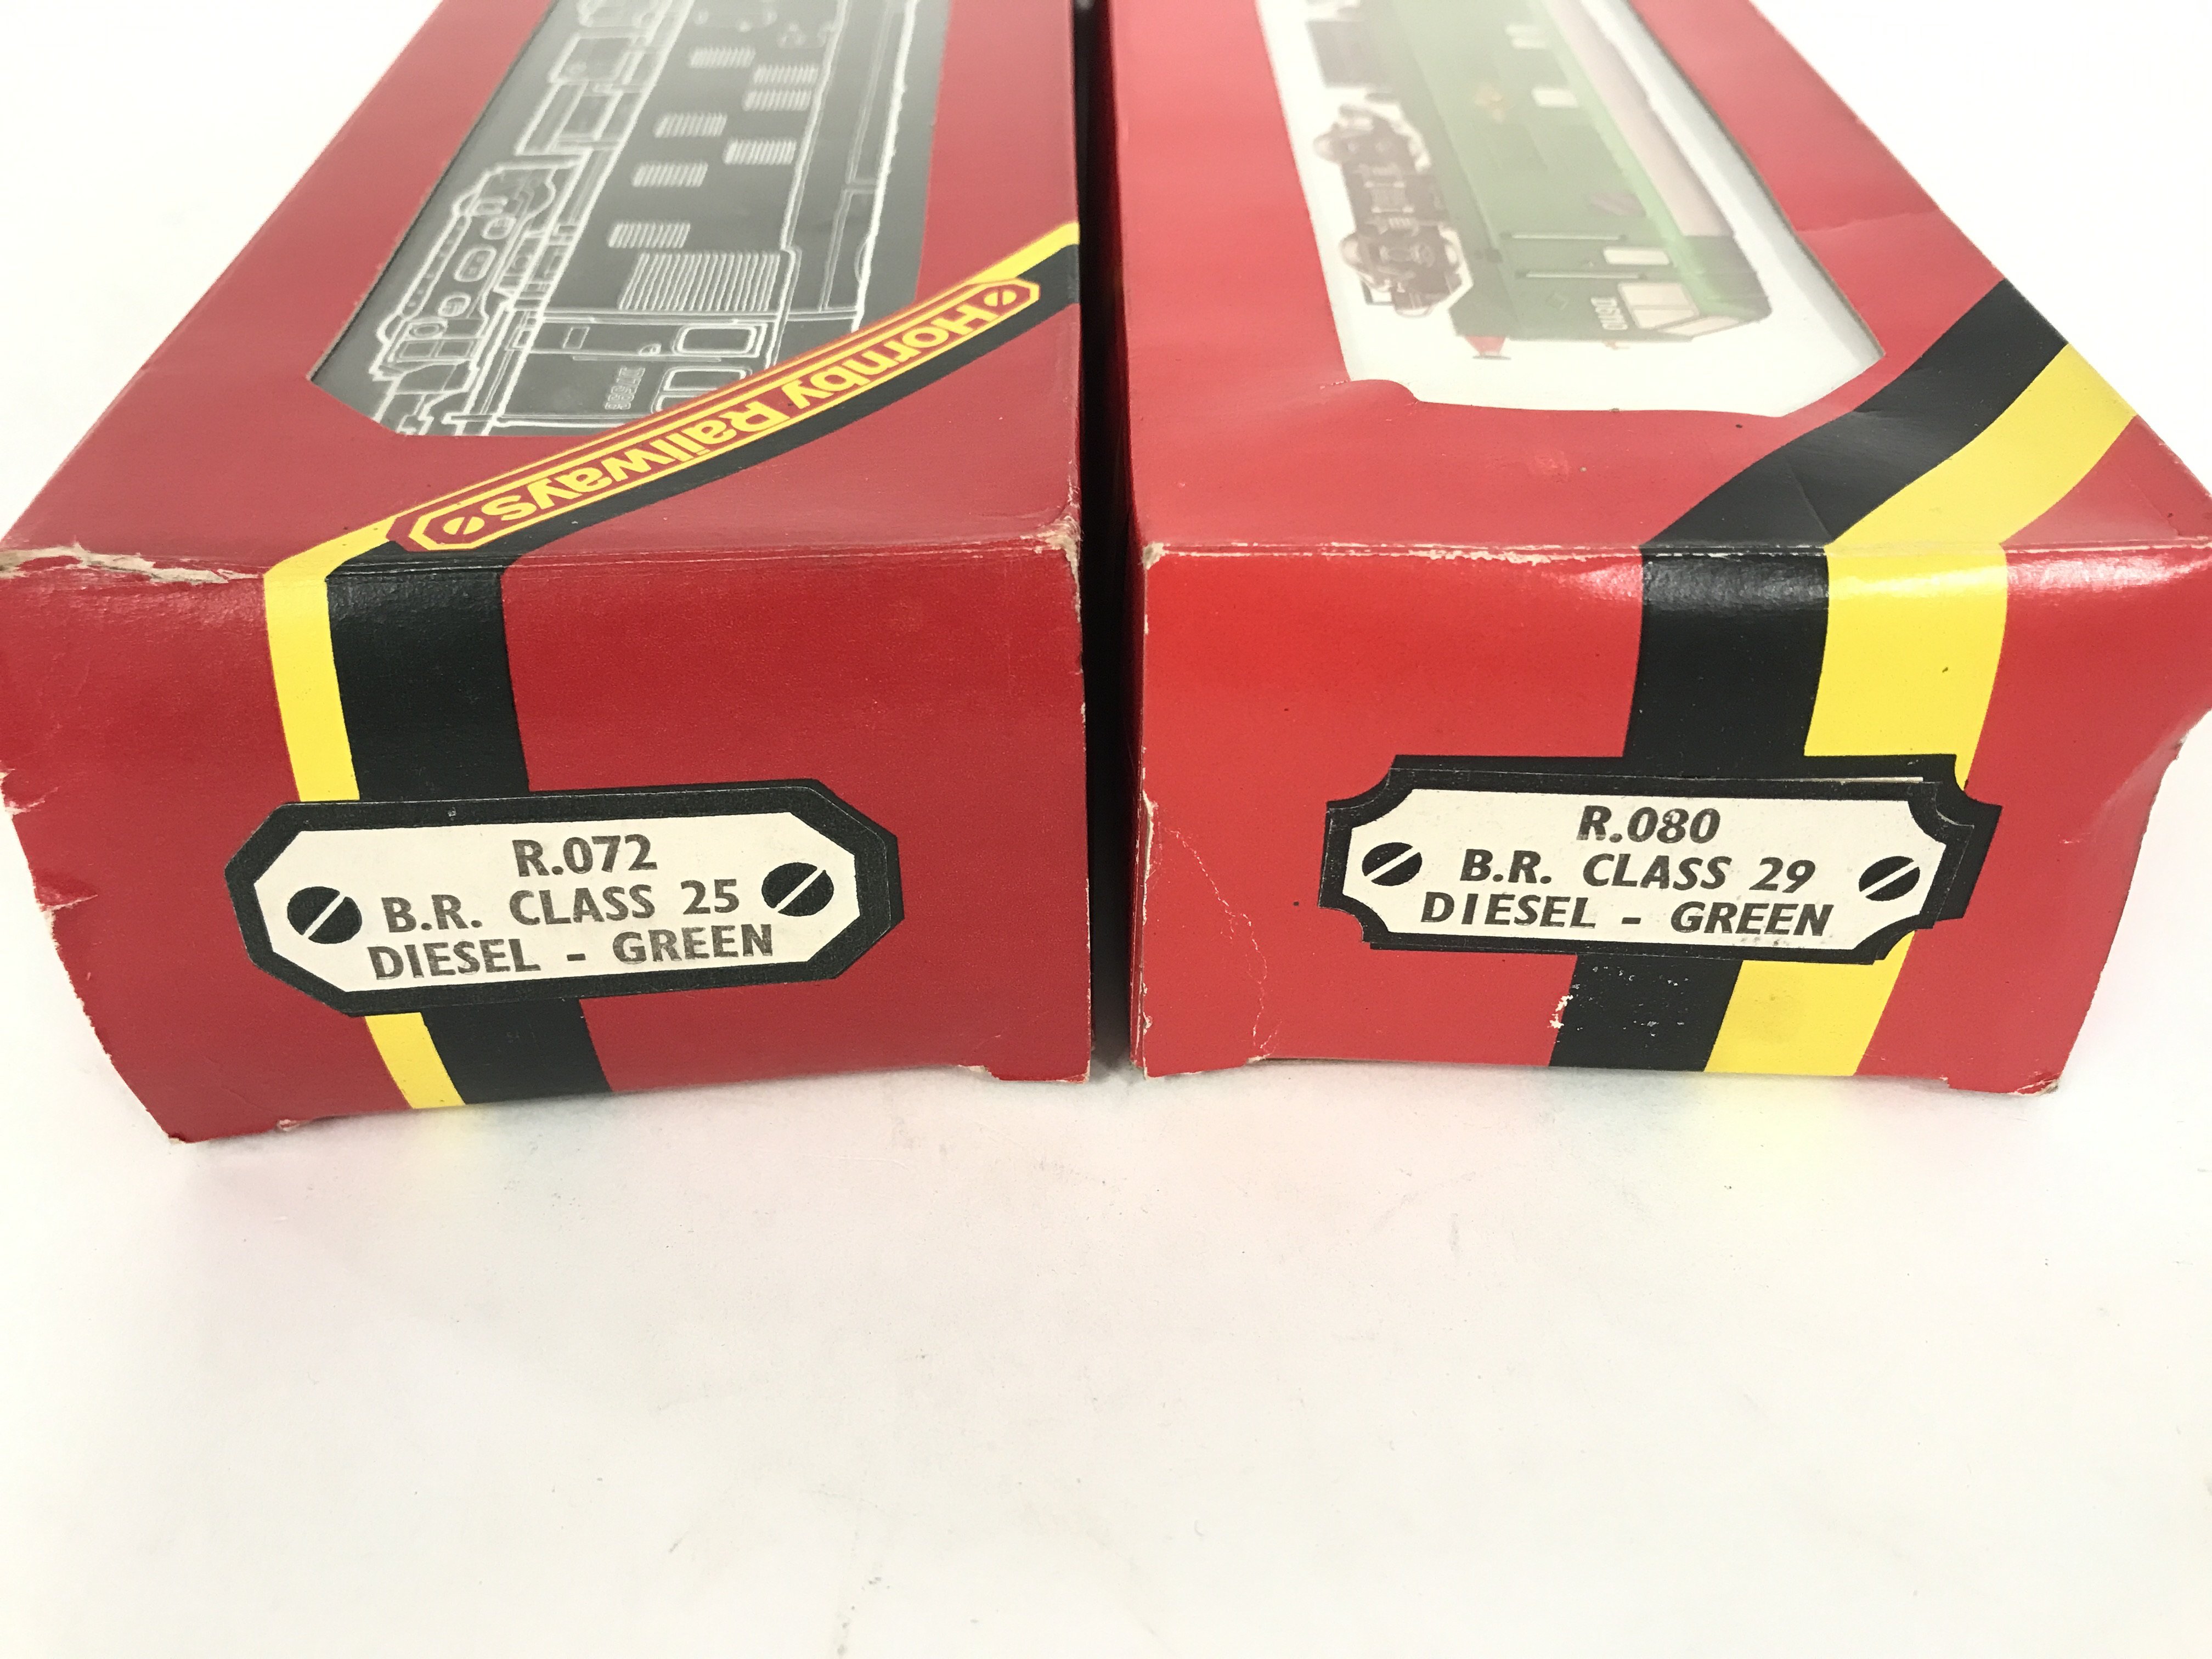 Hornby Railways
R.072
B.R. CLASS 25
DIESEL - GREEN
R.080
B.R. CLASS 29
DIESEL - GREEN